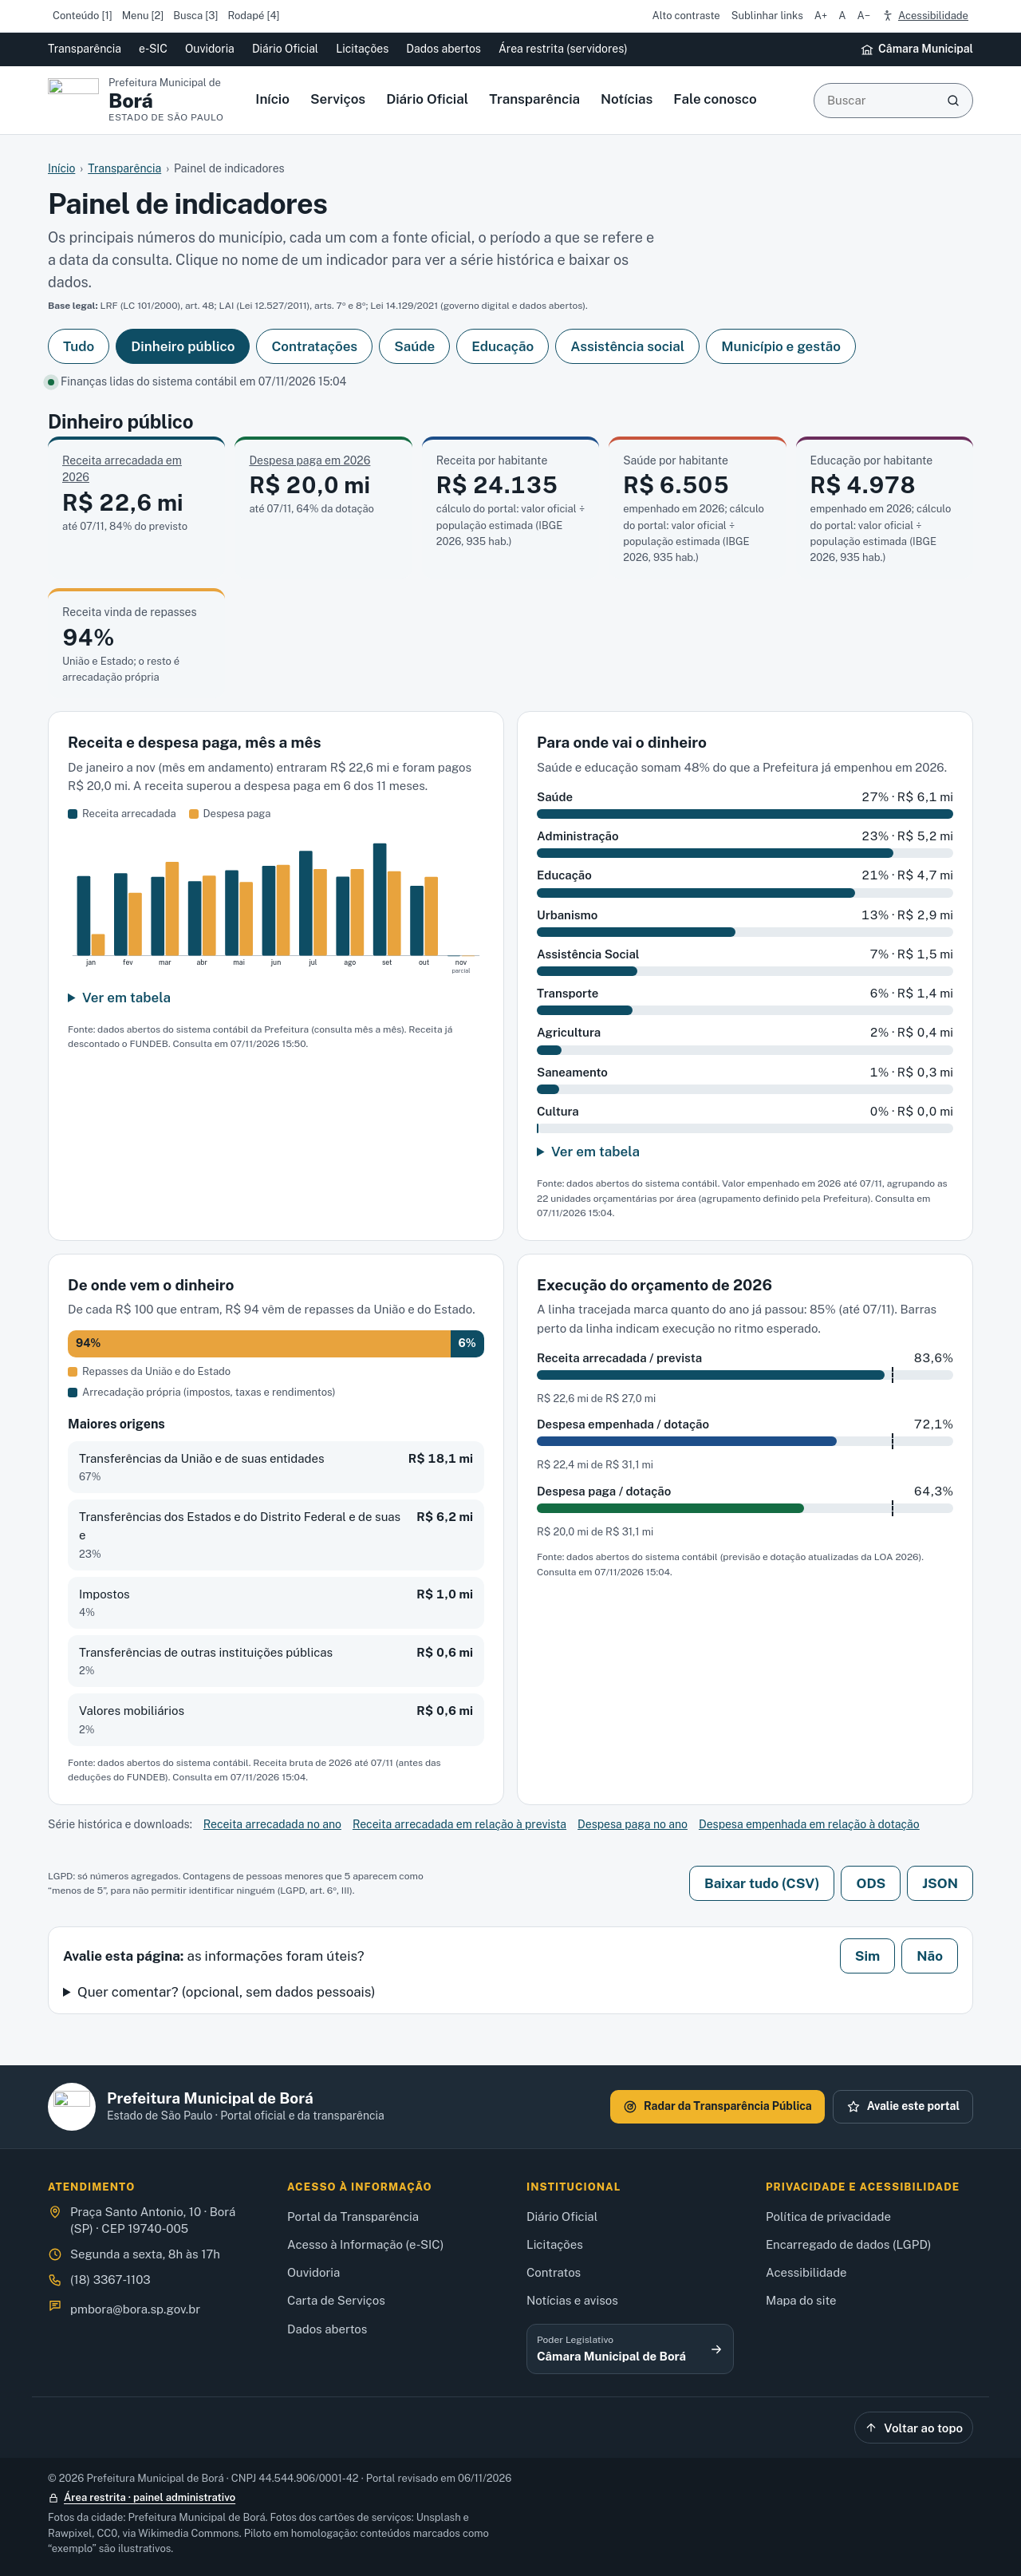 Conteúdo [1] Menu [2] Busca [3] Rodapé [4] Alto contraste Sublinhar links A+ A A− Acessibilidade
Transparência e-SIC Ouvidoria Diário Oficial Licitações Dados abertos Área restrita (servidores) Câmara Municipal
Prefeitura Municipal de
Borá
ESTADO DE SÃO PAULO
Início Serviços Diário Oficial Transparência Notícias Fale conosco Buscar
Início › Transparência › Painel de indicadores
Painel de indicadores
Os principais números do município, cada um com a fonte oficial, o período a que se refere e
a data da consulta. Clique no nome de um indicador para ver a série histórica e baixar os
dados.
Base legal: LRF (LC 101/2000), art. 48; LAI (Lei 12.527/2011), arts. 7º e 8º; Lei 14.129/2021 (governo digital e dados abertos).
Tudo Dinheiro público Contratações Saúde Educação Assistência social Município e gestão
Finanças lidas do sistema contábil em 07/11/2026 15:04
Dinheiro público
Receita arrecadada em
2026
R$ 22,6 mi
até 07/11, 84% do previsto
Despesa paga em 2026
R$ 20,0 mi
até 07/11, 64% da dotação
Receita por habitante
R$ 24.135
cálculo do portal: valor oficial ÷
população estimada (IBGE
2026, 935 hab.)
Saúde por habitante
R$ 6.505
empenhado em 2026; cálculo
do portal: valor oficial ÷
população estimada (IBGE
2026, 935 hab.)
Educação por habitante
R$ 4.978
empenhado em 2026; cálculo
do portal: valor oficial ÷
população estimada (IBGE
2026, 935 hab.)
Receita vinda de repasses
94%
União e Estado; o resto é
arrecadação própria
Receita e despesa paga, mês a mês
De janeiro a nov (mês em andamento) entraram R$ 22,6 mi e foram pagos
R$ 20,0 mi. A receita superou a despesa paga em 6 dos 11 meses.
Receita arrecadada Despesa paga
jan fev mar abr mai jun jul ago set out nov
parcial
Ver em tabela
Fonte: dados abertos do sistema contábil da Prefeitura (consulta mês a mês). Receita já
descontado o FUNDEB. Consulta em 07/11/2026 15:50.
Para onde vai o dinheiro
Saúde e educação somam 48% do que a Prefeitura já empenhou em 2026.
Saúde 27% · R$ 6,1 mi
Administração 23% · R$ 5,2 mi
Educação 21% · R$ 4,7 mi
Urbanismo 13% · R$ 2,9 mi
Assistência Social 7% · R$ 1,5 mi
Transporte 6% · R$ 1,4 mi
Agricultura 2% · R$ 0,4 mi
Saneamento 1% · R$ 0,3 mi
Cultura 0% · R$ 0,0 mi
Ver em tabela
Fonte: dados abertos do sistema contábil. Valor empenhado em 2026 até 07/11, agrupando as
22 unidades orçamentárias por área (agrupamento definido pela Prefeitura). Consulta em
07/11/2026 15:04.
De onde vem o dinheiro
De cada R$ 100 que entram, R$ 94 vêm de repasses da União e do Estado.
94% 6%
Repasses da União e do Estado
Arrecadação própria (impostos, taxas e rendimentos)
Maiores origens
Transferências da União e de suas entidades R$ 18,1 mi
67%
Transferências dos Estados e do Distrito Federal e de suas R$ 6,2 mi
e
23%
Impostos R$ 1,0 mi
4%
Transferências de outras instituições públicas R$ 0,6 mi
2%
Valores mobiliários R$ 0,6 mi
2%
Fonte: dados abertos do sistema contábil. Receita bruta de 2026 até 07/11 (antes das
deduções do FUNDEB). Consulta em 07/11/2026 15:04.
Execução do orçamento de 2026
A linha tracejada marca quanto do ano já passou: 85% (até 07/11). Barras
perto da linha indicam execução no ritmo esperado.
Receita arrecadada / prevista 83,6%
R$ 22,6 mi de R$ 27,0 mi
Despesa empenhada / dotação 72,1%
R$ 22,4 mi de R$ 31,1 mi
Despesa paga / dotação 64,3%
R$ 20,0 mi de R$ 31,1 mi
Fonte: dados abertos do sistema contábil (previsão e dotação atualizadas da LOA 2026).
Consulta em 07/11/2026 15:04.
Série histórica e downloads: Receita arrecadada no ano Receita arrecadada em relação à prevista Despesa paga no ano Despesa empenhada em relação à dotação
LGPD: só números agregados. Contagens de pessoas menores que 5 aparecem como
“menos de 5”, para não permitir identificar ninguém (LGPD, art. 6º, III).
Baixar tudo (CSV) ODS JSON
Avalie esta página: as informações foram úteis? Sim Não
Quer comentar? (opcional, sem dados pessoais)
Prefeitura Municipal de Borá
Estado de São Paulo · Portal oficial e da transparência
Radar da Transparência Pública Avalie este portal
ATENDIMENTO
Praça Santo Antonio, 10 · Borá
(SP) · CEP 19740-005
Segunda a sexta, 8h às 17h
(18) 3367-1103
pmbora@bora.sp.gov.br
ACESSO À INFORMAÇÃO
Portal da Transparência
Acesso à Informação (e-SIC)
Ouvidoria
Carta de Serviços
Dados abertos
INSTITUCIONAL
Diário Oficial
Licitações
Contratos
Notícias e avisos
Poder Legislativo
Câmara Municipal de Borá
PRIVACIDADE E ACESSIBILIDADE
Política de privacidade
Encarregado de dados (LGPD)
Acessibilidade
Mapa do site
Voltar ao topo
© 2026 Prefeitura Municipal de Borá · CNPJ 44.544.906/0001-42 · Portal revisado em 06/11/2026
Área restrita · painel administrativo
Fotos da cidade: Prefeitura Municipal de Borá. Fotos dos cartões de serviços: Unsplash e
Rawpixel, CC0, via Wikimedia Commons. Piloto em homologação: conteúdos marcados como
“exemplo” são ilustrativos.